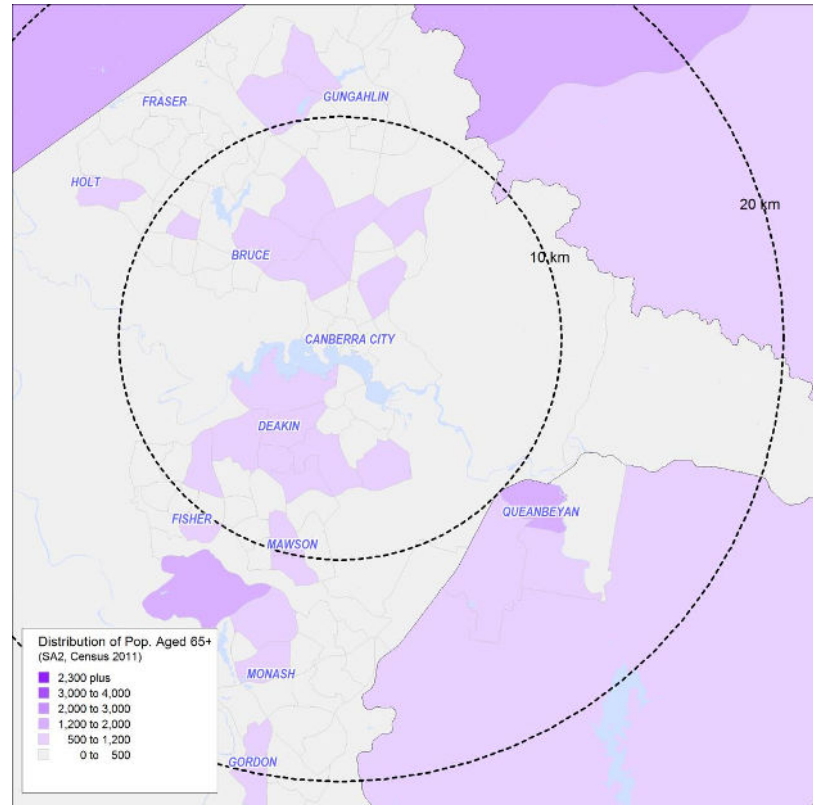 GUNGAHLIN
FRASER
HOLT
20 km
BRUCE
10 km
CANBERRA CITY
DEAKIN
QUEANBEYAN
FISHER
MAWSON
Distribution of Pop. Aged 65+
(SA2, Census 2011)
2,300 plus
3,000 to 4,000
2,000 to 3,000
1,200 to 2,000
500 to 1,200
0 to 500
MONASH
GORDON